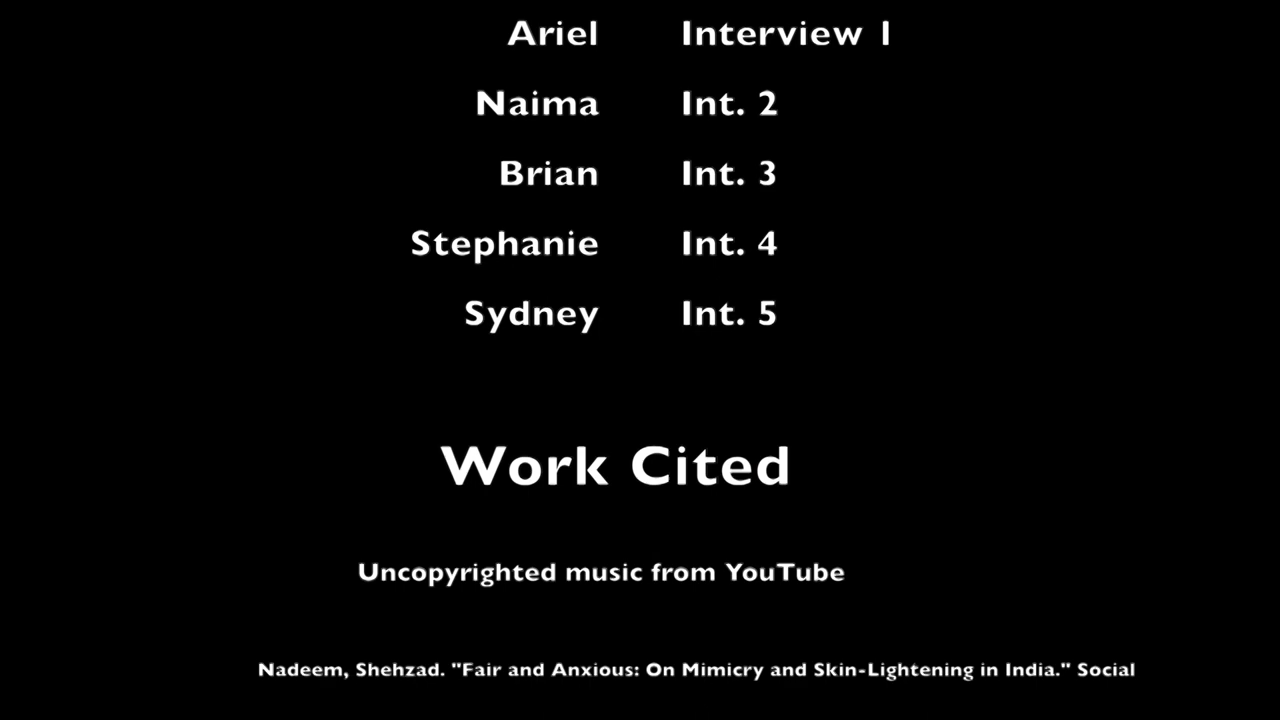 Ariel Interview 1
Naima Int. 2
Brian Int. 3
Stephanie Int. 4
Sydney Int. 5
Work Cited
Uncopyrighted music from YouTube
Nadeem, Shehzad. "Fair and Anxious: On Mimicry and Skin-Lightening in India." Social